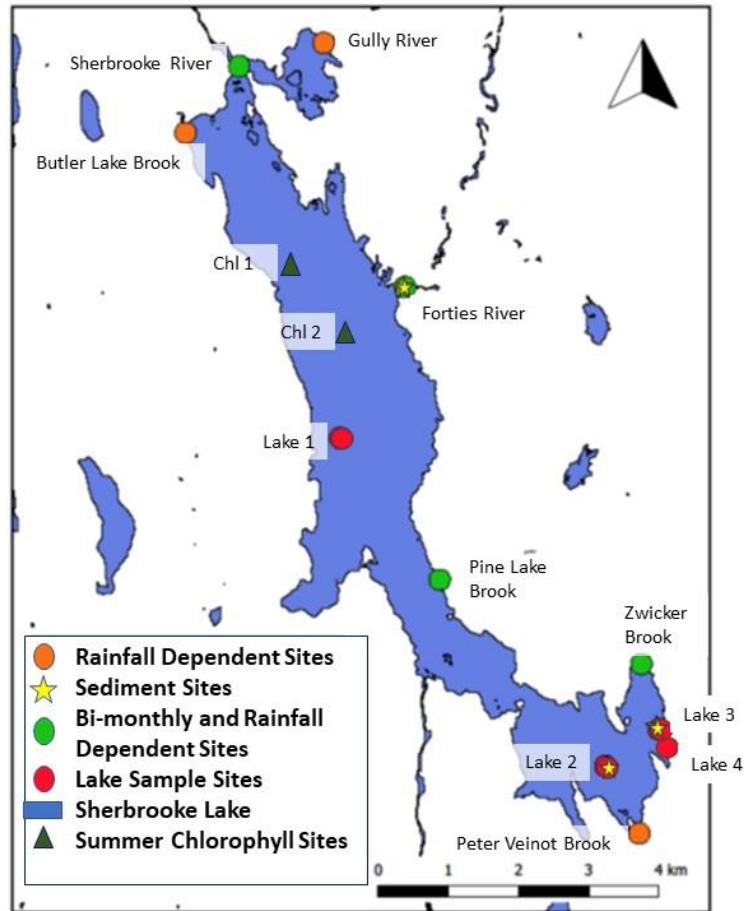 Gully River
Sherbrooke River
Butler Lake Brook
Chl 1
Forties River
Chl 2
Lake 1
Pine Lake
Brook
Zwicker
Brook
Rainfall Dependent Sites
Sediment Sites
Bi-monthly and Rainfall
Dependent Sites
Lake Sample Sites
Sherbrooke Lake
Summer Chlorophyll Sites
Lake 3
Lake 2
Lake 4
Peter Veinot Brook
0 1 2 3 4 km